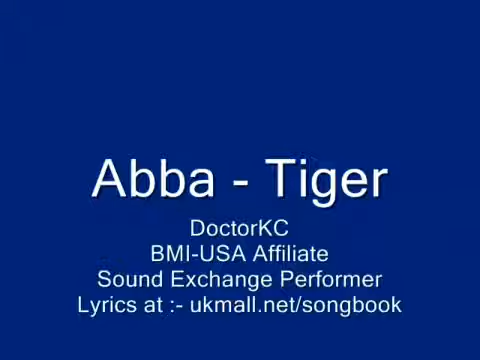 Abba - Tiger
DoctorKC
BMI-USA Affiliate
Sound Exchange Performer
Lyrics at :- ukmall.net/songbook